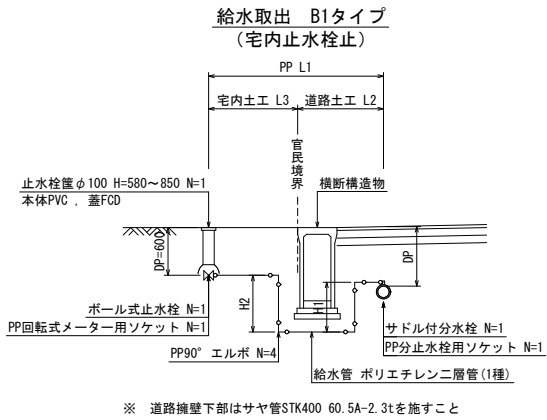 給水取出 B1タイプ
(宅内止水栓止)
PP L1
宅内土工 L3
道路土工 L2
官民境界
止水栓筐φ100 H=580～850 N=1
本体PVC ．蓋FCD
横断構造物
DP=600
DP
H2
H1
ボール式止水栓 N=1
PP回転式メーター用ソケット N=1
サドル付分水栓 N=1
PP分止水栓用ソケット N=1
PP90° エルボ N=4
給水管 ポリエチレン二層管(1種)
※ 道路擁壁下部はサヤ管STK400 60.5A-2.3tを施すこと